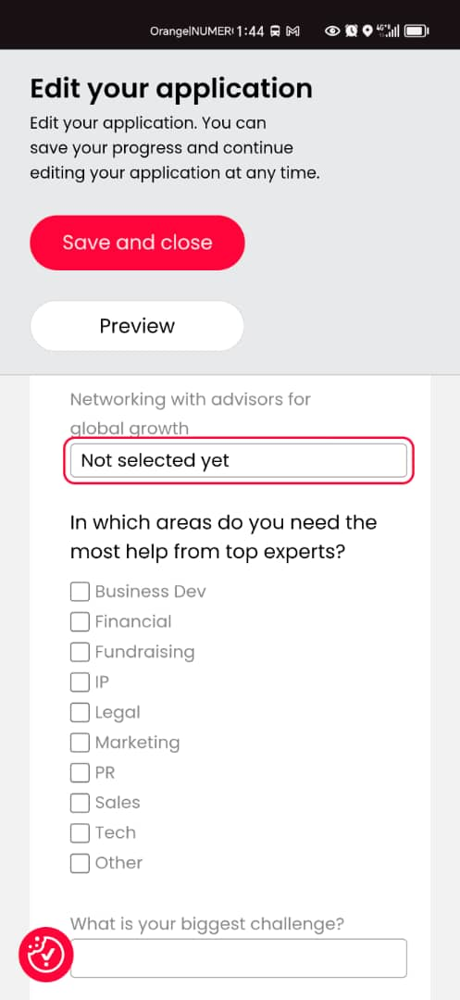 Orange|NUMER 1:44
4G+
Edit your application
Edit your application. You can
save your progress and continue
editing your application at any time.
Save and close
Preview
Networking with advisors for
global growth
Not selected yet
In which areas do you need the
most help from top experts?
Business Dev
Financial
Fundraising
IP
Legal
Marketing
PR
Sales
Tech
Other
What is your biggest challenge?